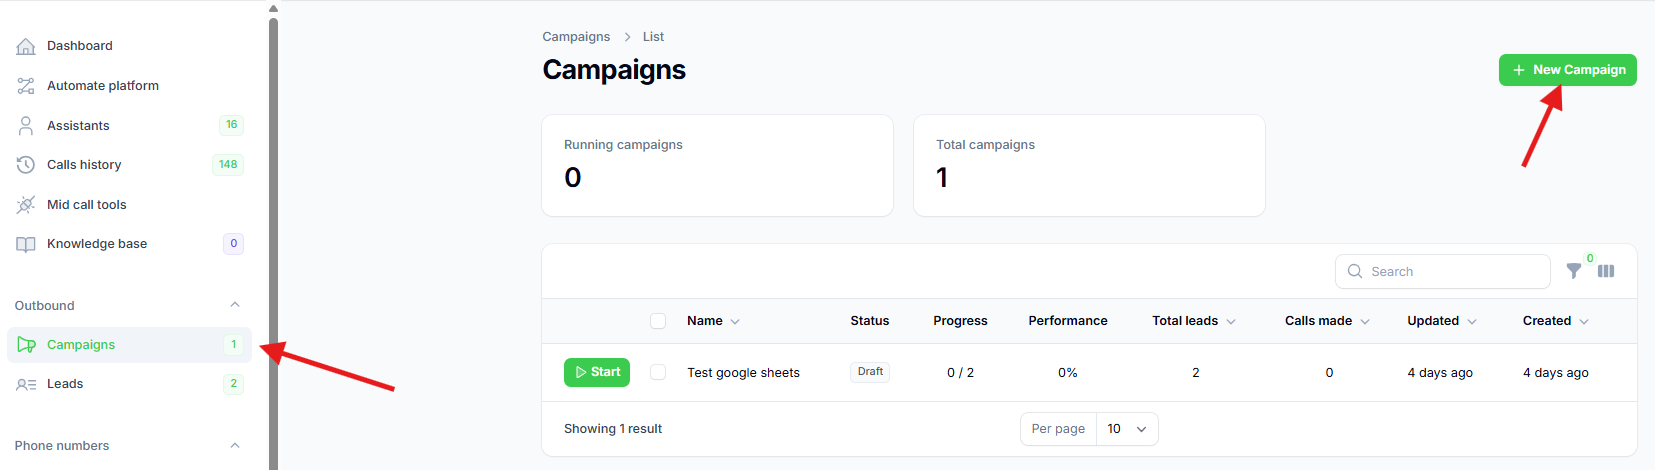 Dashboard
Automate platform
Assistants 16
Calls history 148
Mid call tools
Knowledge base 0
Outbound
Campaigns 1
Leads 2
Phone numbers
Campaigns > List
Campaigns
+ New Campaign
Running campaigns
0
Total campaigns
1
Search
0
Name Status Progress Performance Total leads Calls made Updated Created
Start Test google sheets Draft 0 / 2 0% 2 0 4 days ago 4 days ago
Showing 1 result
Per page 10